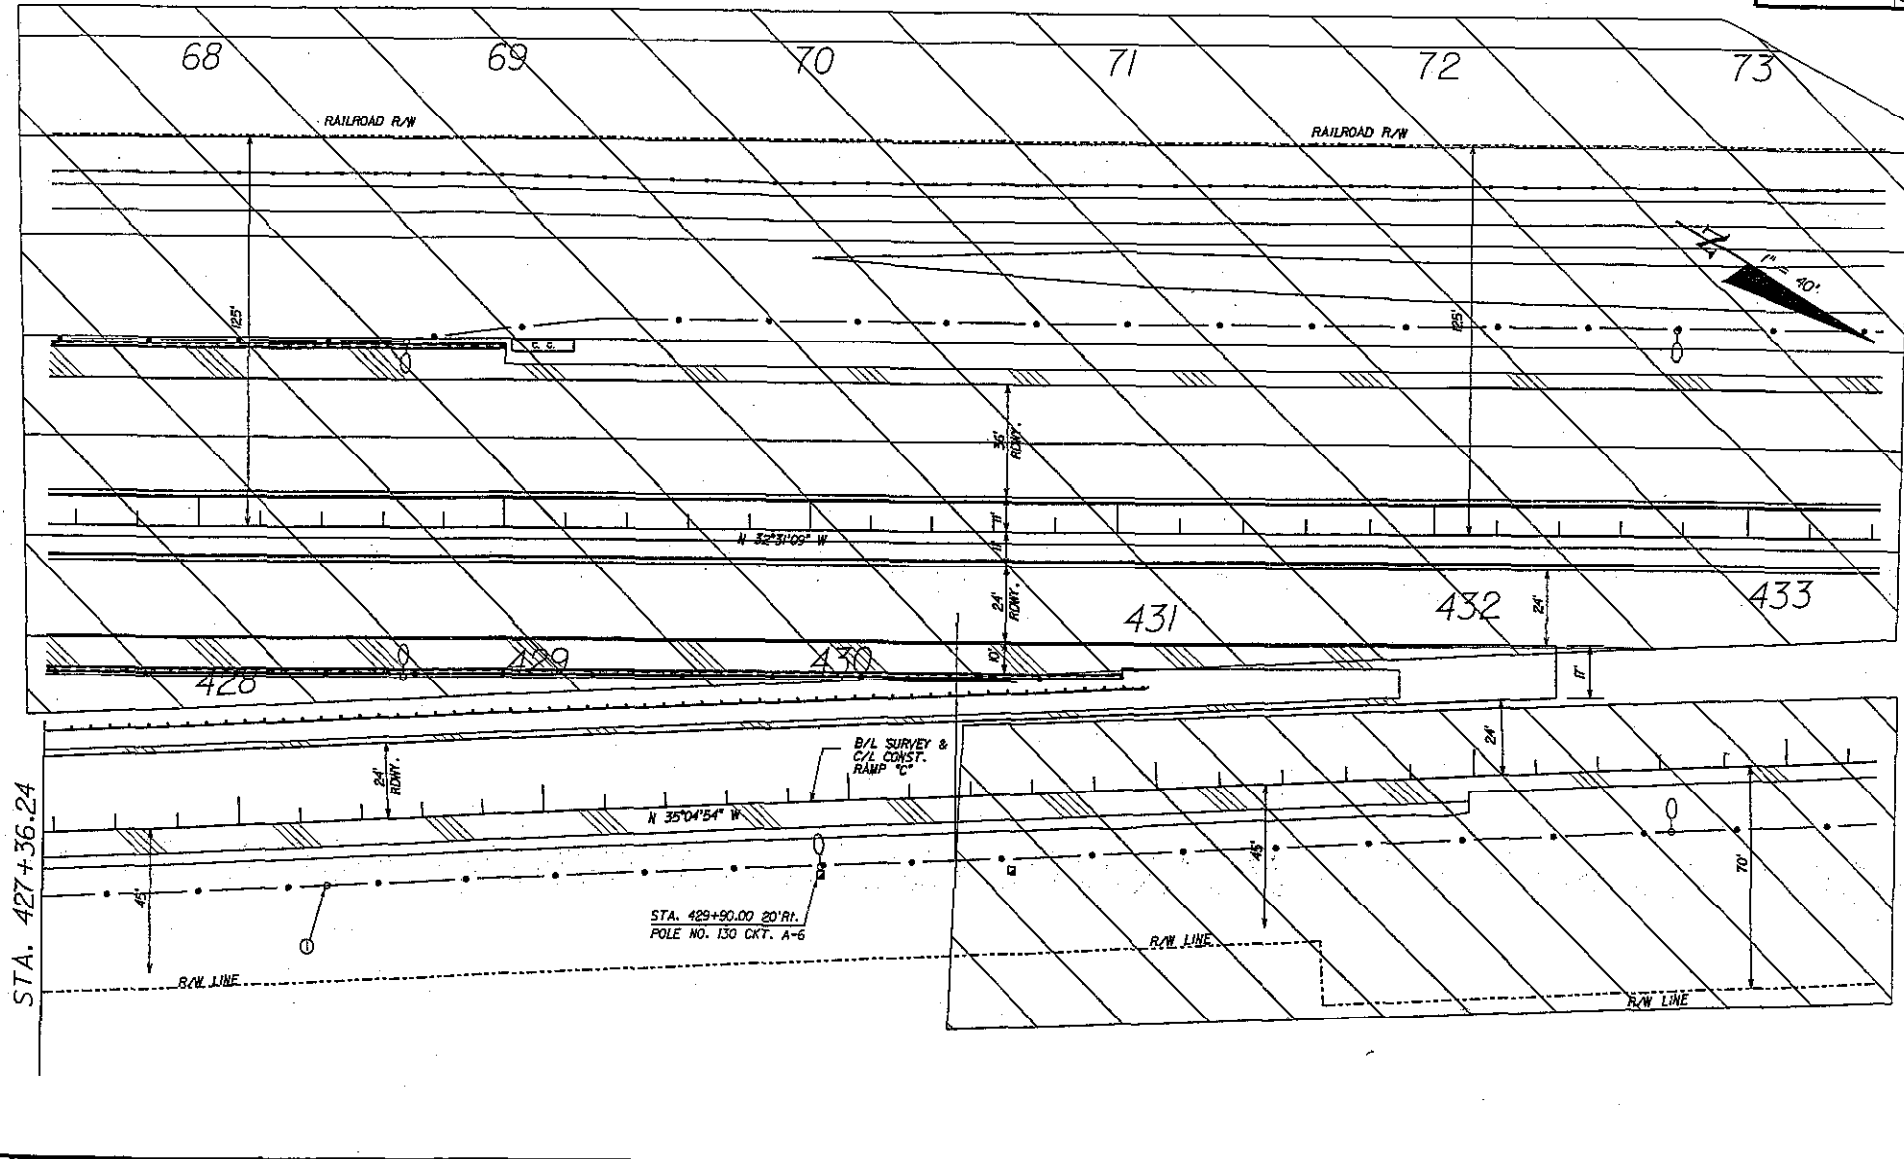 68 69 70 71 72 73
RAILROAD R/W
RAILROAD R/W
N
1" = 40'
125'
125'
C. C.
36'
RDWY.
11'
N 32°31'09" W
11'
24'
RDWY.
10'
24'
17'
431 432 433
428 429 430
24'
RDWY.
24'
B/L SURVEY &
C/L CONST.
RAMP "C"
N 35°04'54" W
45'
45'
70'
1
STA. 429+90.00 20'Rt.
POLE NO. 130 CKT. A-6
R/W LINE
R/W LINE
R/W LINE
STA. 427+36.24